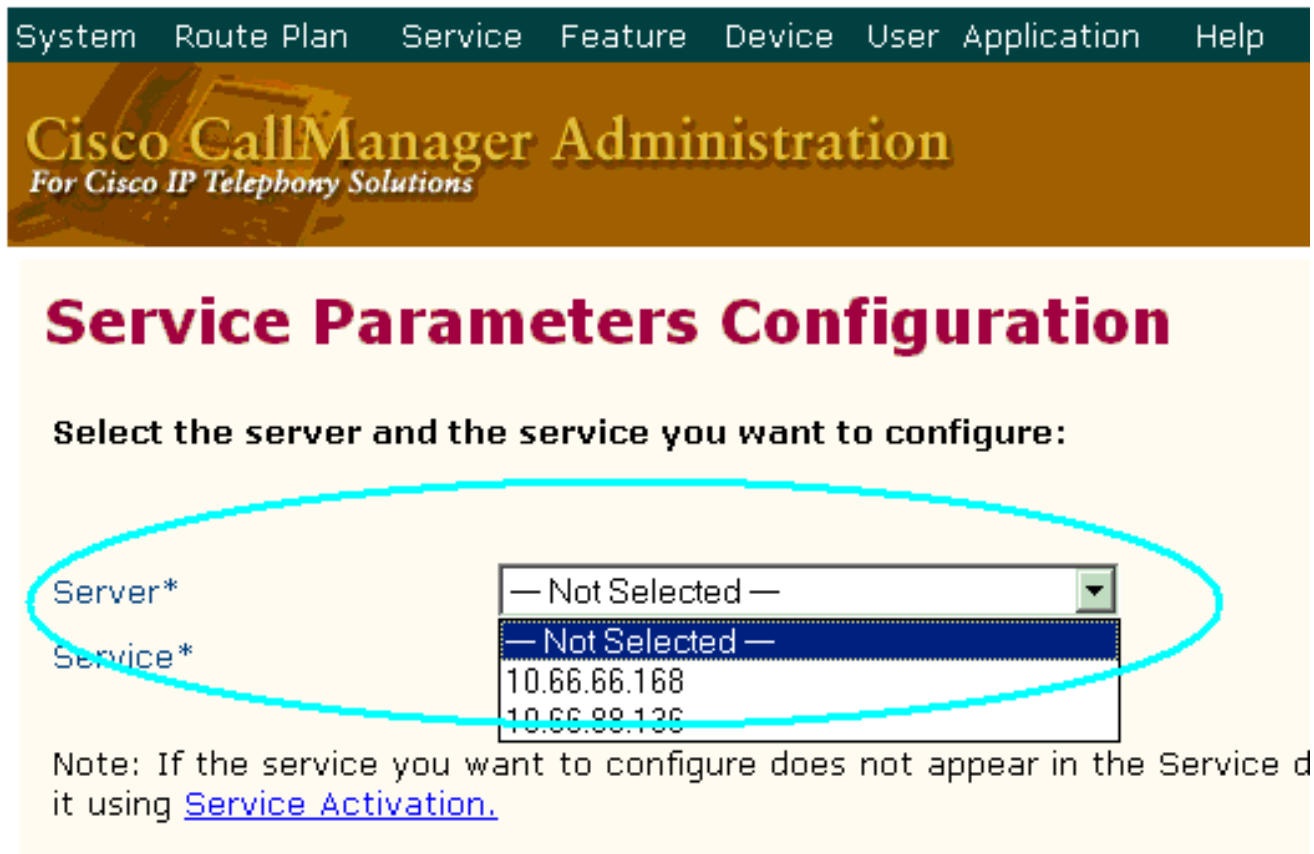 System Route Plan Service Feature Device User Application Help
Cisco CallManager Administration
For Cisco IP Telephony Solutions
Service Parameters Configuration
Select the server and the service you want to configure:
Server* — Not Selected —
— Not Selected —
Service*
10.66.66.168
Note: If the service you want to configure does not appear in the Service d
it using Service Activation.